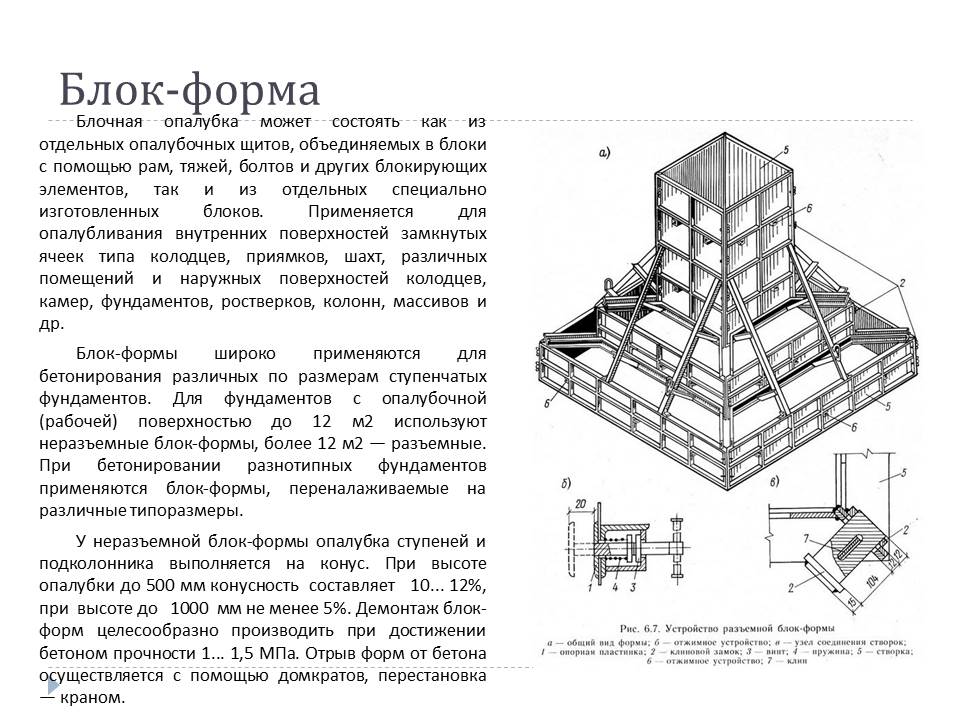 Блок-форма
Блочная опалубка может состоять как из
отдельных опалубочных щитов, объединяемых в блоки
с помощью рам, тяжей, болтов и других блокирующих
элементов, так и из отдельных специально
изготовленных блоков. Применяется для
опалубливания внутренних поверхностей замкнутых
ячеек типа колодцев, приямков, шахт, различных
помещений и наружных поверхностей колодцев,
камер, фундаментов, ростверков, колонн, массивов и
др.
Блок-формы широко применяются для
бетонирования различных по размерам ступенчатых
фундаментов. Для фундаментов с опалубочной
(рабочей) поверхностью до 12 м2 используют
неразъемные блок-формы, более 12 м2 — разъемные.
При бетонировании разнотипных фундаментов
применяются блок-формы, переналаживаемые на
различные типоразмеры.
У неразъемной блок-формы опалубка ступеней и
подколонника выполняется на конус. При высоте
опалубки до 500 мм конусность составляет 10... 12%,
при высоте до 1000 мм не менее 5%. Демонтаж блок-
форм целесообразно производить при достижении
бетоном прочности 1... 1,5 МПа. Отрыв форм от бетона
осуществляется с помощью домкратов, перестановка
— краном.
а)
5
6
2
6
5
6
б)
20
1
4
3
в)
5
7
2
2
12
12
104
15
Рис. 6.7. Устройство разъемной блок-формы
а — общий вид формы; б — отжимное устройство; в — узел соединения створок;
1 — опорная пластинка; 2 — клиновой замок; 3 — винт; 4 — пружина; 5 — створка;
6 — отжимное устройство; 7 — клин